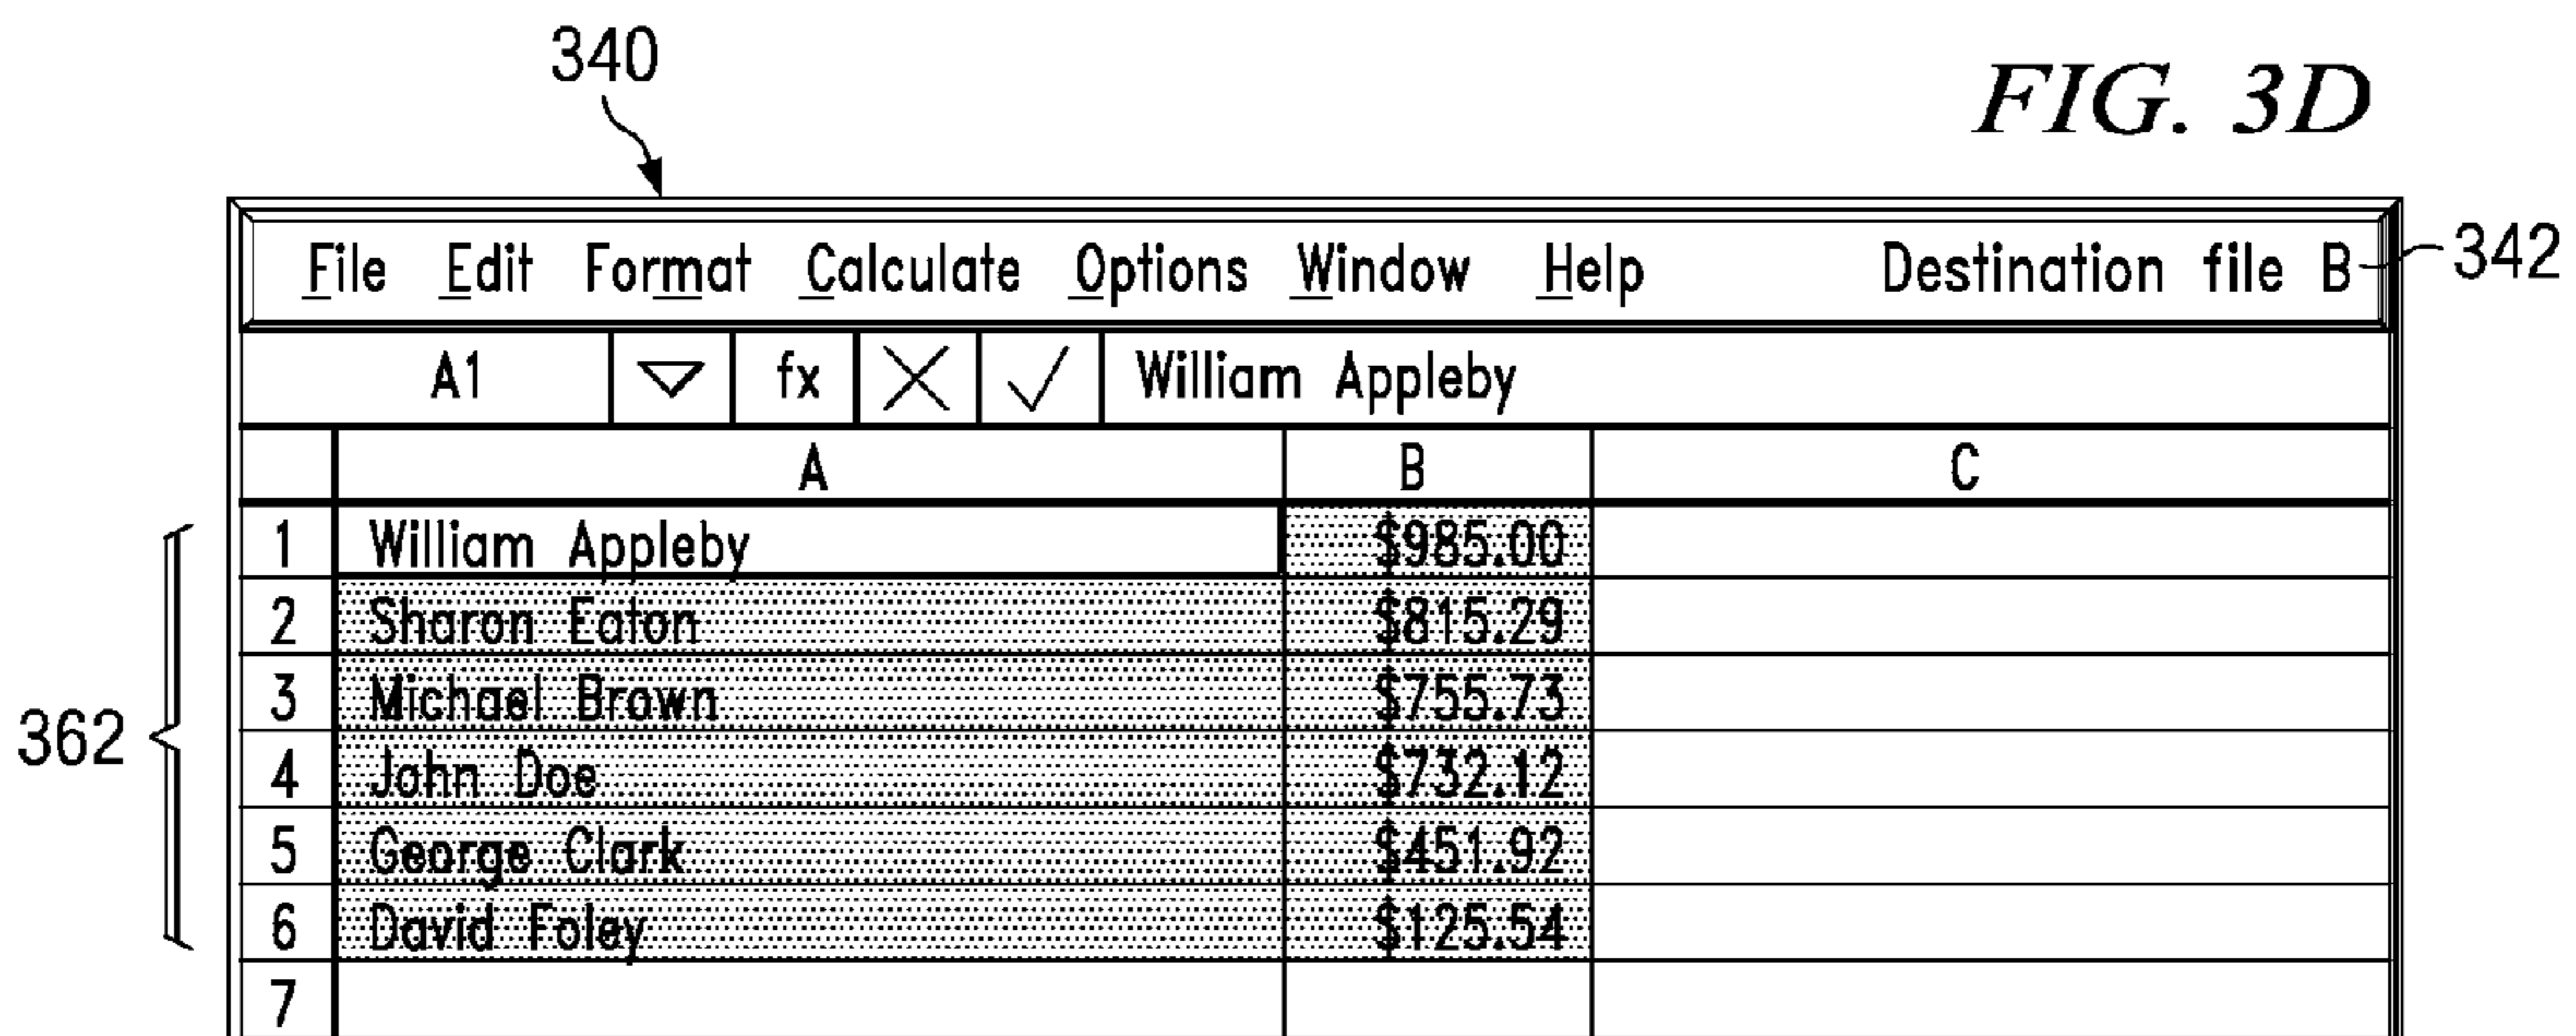 340
FIG. 3D
File Edit Format Calculate Options Window Help Destination file B
342
A1 fx William Appleby
A B C
1 William Appleby $985.00
2 Sharon Eaton $815.29
3 Michael Brown $755.73
362
4 John Doe $732.12
5 George Clark $451.92
6 David Foley $125.54
7